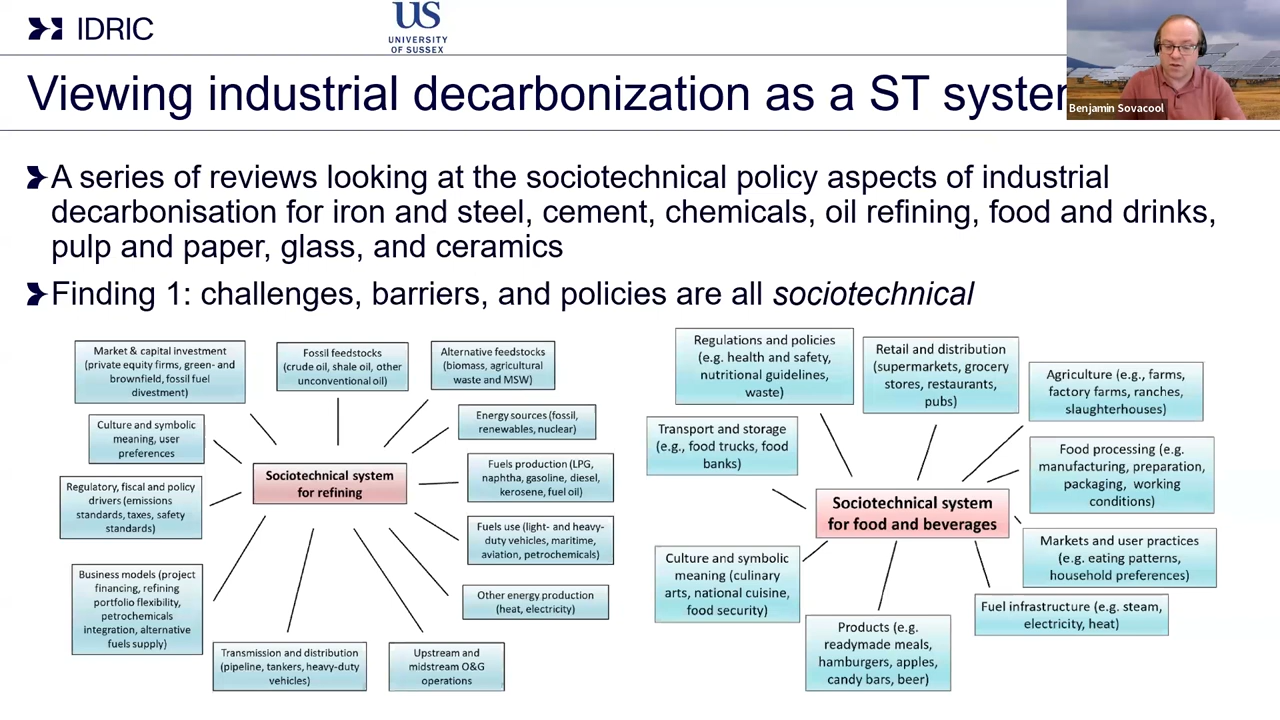 IDRIC
US
UNIVERSITY
OF SUSSEX
Viewing industrial decarbonization as a ST system
Benjamin Sovacool
A series of reviews looking at the sociotechnical policy aspects of industrial
decarbonisation for iron and steel, cement, chemicals, oil refining, food and drinks,
pulp and paper, glass, and ceramics
Finding 1: challenges, barriers, and policies are all sociotechnical
Market & capital investment
(private equity firms, green- and
brownfield, fossil fuel
divestment)
Fossil feedstocks
(crude oil, shale oil, other
unconventional oil)
Alternative feedstocks
(biomass, agricultural
waste and MSW)
Culture and symbolic
meaning, user
preferences
Energy sources (fossil,
renewables, nuclear)
Sociotechnical system
for refining
Regulatory, fiscal and policy
drivers (emissions
standards, taxes, safety
standards)
Fuels production (LPG,
naphtha, gasoline, diesel,
kerosene, fuel oil)
Fuels use (light- and heavy-
duty vehicles, maritime,
aviation, petrochemicals)
Business models (project
financing, refining
portfolio flexibility,
petrochemicals
integration, alternative
fuels supply)
Other energy production
(heat, electricity)
Transmission and distribution
(pipeline, tankers, heavy-duty
vehicles)
Upstream and
midstream O&G
operations
Regulations and policies
(e.g. health and safety,
nutritional guidelines,
waste)
Retail and distribution
(supermarkets, grocery
stores, restaurants,
pubs)
Agriculture (e.g., farms,
factory farms, ranches,
slaughterhouses)
Transport and storage
(e.g., food trucks, food
banks)
Food processing (e.g.
manufacturing, preparation,
packaging, working
conditions)
Sociotechnical system
for food and beverages
Markets and user practices
(e.g. eating patterns,
household preferences)
Culture and symbolic
meaning (culinary
arts, national cuisine,
food security)
Fuel infrastructure (e.g. steam,
electricity, heat)
Products (e.g.
readymade meals,
hamburgers, apples,
candy bars, beer)